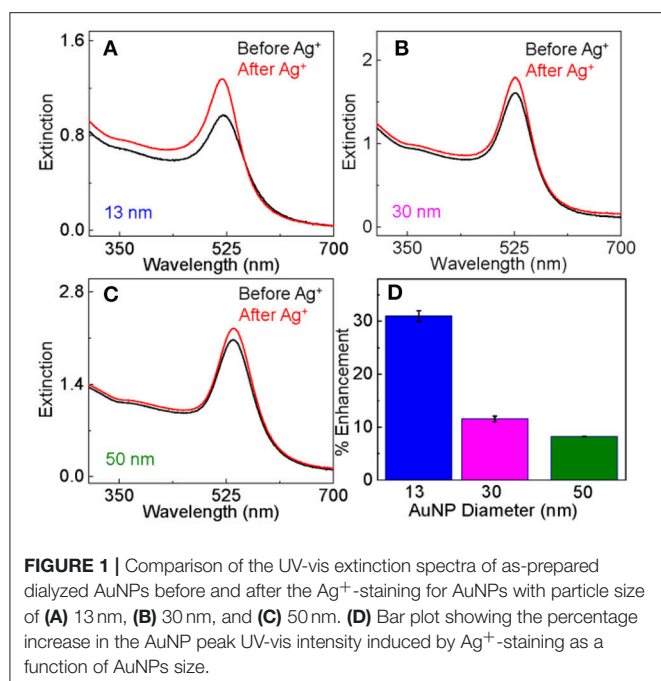 A
Before Ag⁺
After Ag⁺
1.6
0.8
0.0
Extinction
13 nm
350 525 700
Wavelength (nm)
B
Before Ag⁺
After Ag⁺
2
1
0
Extinction
30 nm
350 525 700
Wavelength (nm)
C
Before Ag⁺
After Ag⁺
2.8
1.4
0.0
Extinction
50 nm
350 525 700
Wavelength (nm)
D
30
20
10
0
% Enhancement
13 30 50
AuNP Diameter (nm)
FIGURE 1 | Comparison of the UV-vis extinction spectra of as-prepared
dialyzed AuNPs before and after the Ag⁺-staining for AuNPs with particle size
of (A) 13 nm, (B) 30 nm, and (C) 50 nm. (D) Bar plot showing the percentage
increase in the AuNP peak UV-vis intensity induced by Ag⁺-staining as a
function of AuNPs size.